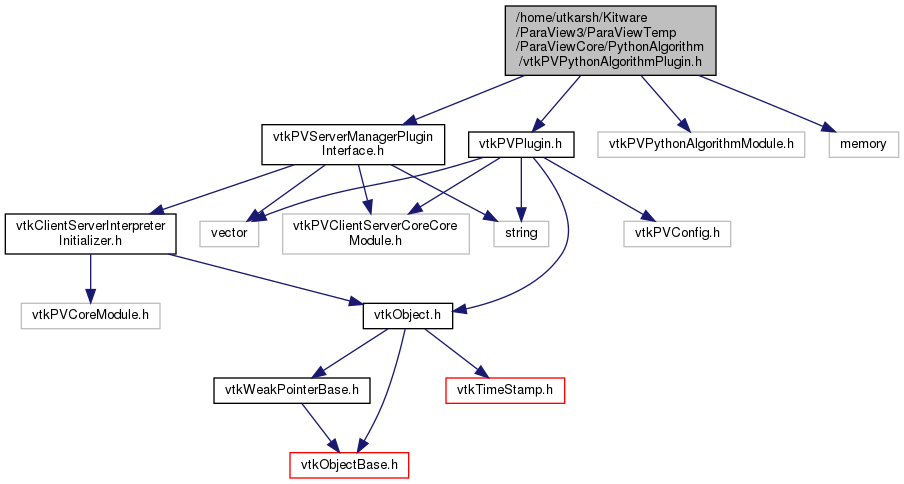 /home/utkarsh/Kitware
/ParaView3/ParaViewTemp
/ParaViewCore/PythonAlgorithm
/vtkPVPythonAlgorithmPlugin.h
vtkPVServerManagerPlugin
Interface.h
vtkPVPlugin.h
vtkPVPythonAlgorithmModule.h
memory
vtkClientServerInterpreter
Initializer.h
vector
vtkPVClientServerCoreCore
Module.h
string
vtkPVConfig.h
vtkPVCoreModule.h
vtkObject.h
vtkWeakPointerBase.h
vtkTimeStamp.h
vtkObjectBase.h